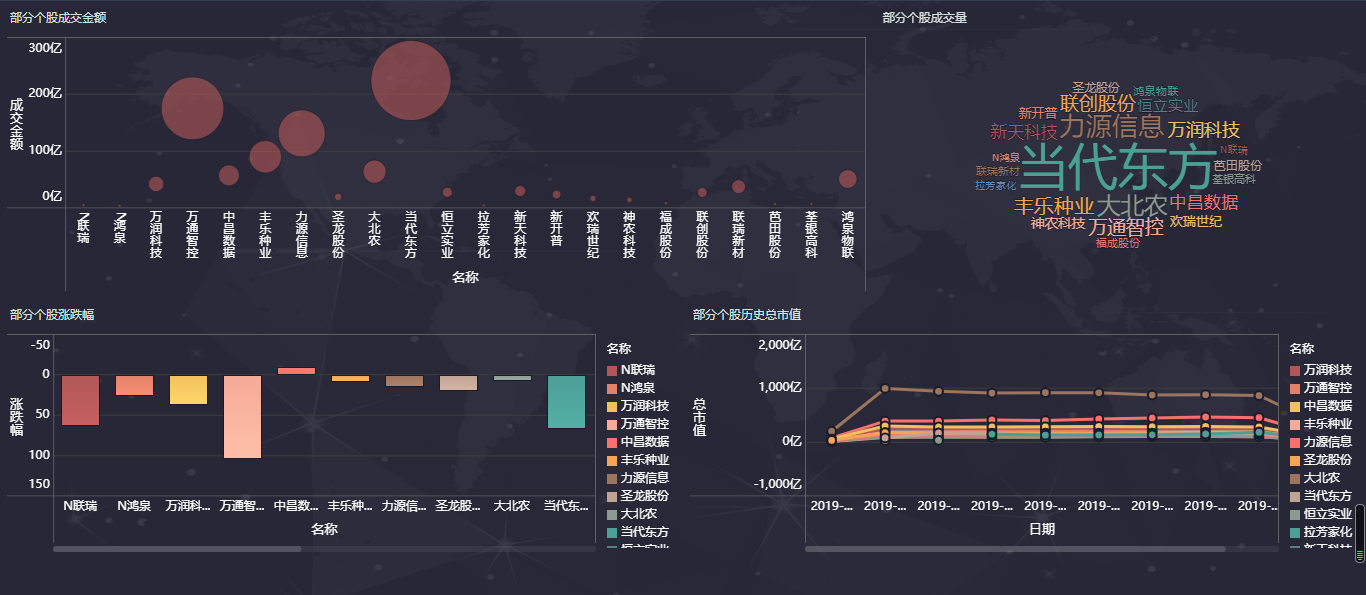 部分个股成交金额
部分个股成交量
300亿
200亿
100亿
0亿
成交金额
N联瑞
N鸿泉
万润科技
万通智控
中昌数据
丰乐种业
力源信息
圣龙股份
大北农
当代东方
恒立实业
拉芳家化
新天科技
新开普
欢瑞世纪
神农科技
福成股份
联创股份
联瑞新材
芭田股份
荃银高科
鸿泉物联
名称
圣龙股份
鸿泉物联
联创股份
恒立实业
新开普
力源信息
万润科技
新天科技
当代东方
N联瑞
N鸿泉
芭田股份
联瑞新材
荃银高科
拉芳家化
丰乐种业
大北农
中昌数据
神农科技
万通智控
欢瑞世纪
福成股份
部分个股涨跌幅
-50
0
50
100
150
涨跌幅
N联瑞
N鸿泉
万润科...
万通智...
中昌数...
丰乐种...
力源信...
圣龙股...
大北农
当代东...
名称
名称
N联瑞
N鸿泉
万润科技
万通智控
中昌数据
丰乐种业
力源信息
圣龙股份
大北农
当代东方
恒立实业
部分个股历史总市值
2,000亿
1,000亿
0亿
-1,000亿
总市值
2019-...
2019-...
2019-...
2019-...
2019-...
2019-...
2019-...
2019-...
2019-...
日期
名称
万润科技
万通智控
中昌数据
丰乐种业
力源信息
圣龙股份
大北农
当代东方
恒立实业
拉芳家化
新天科技